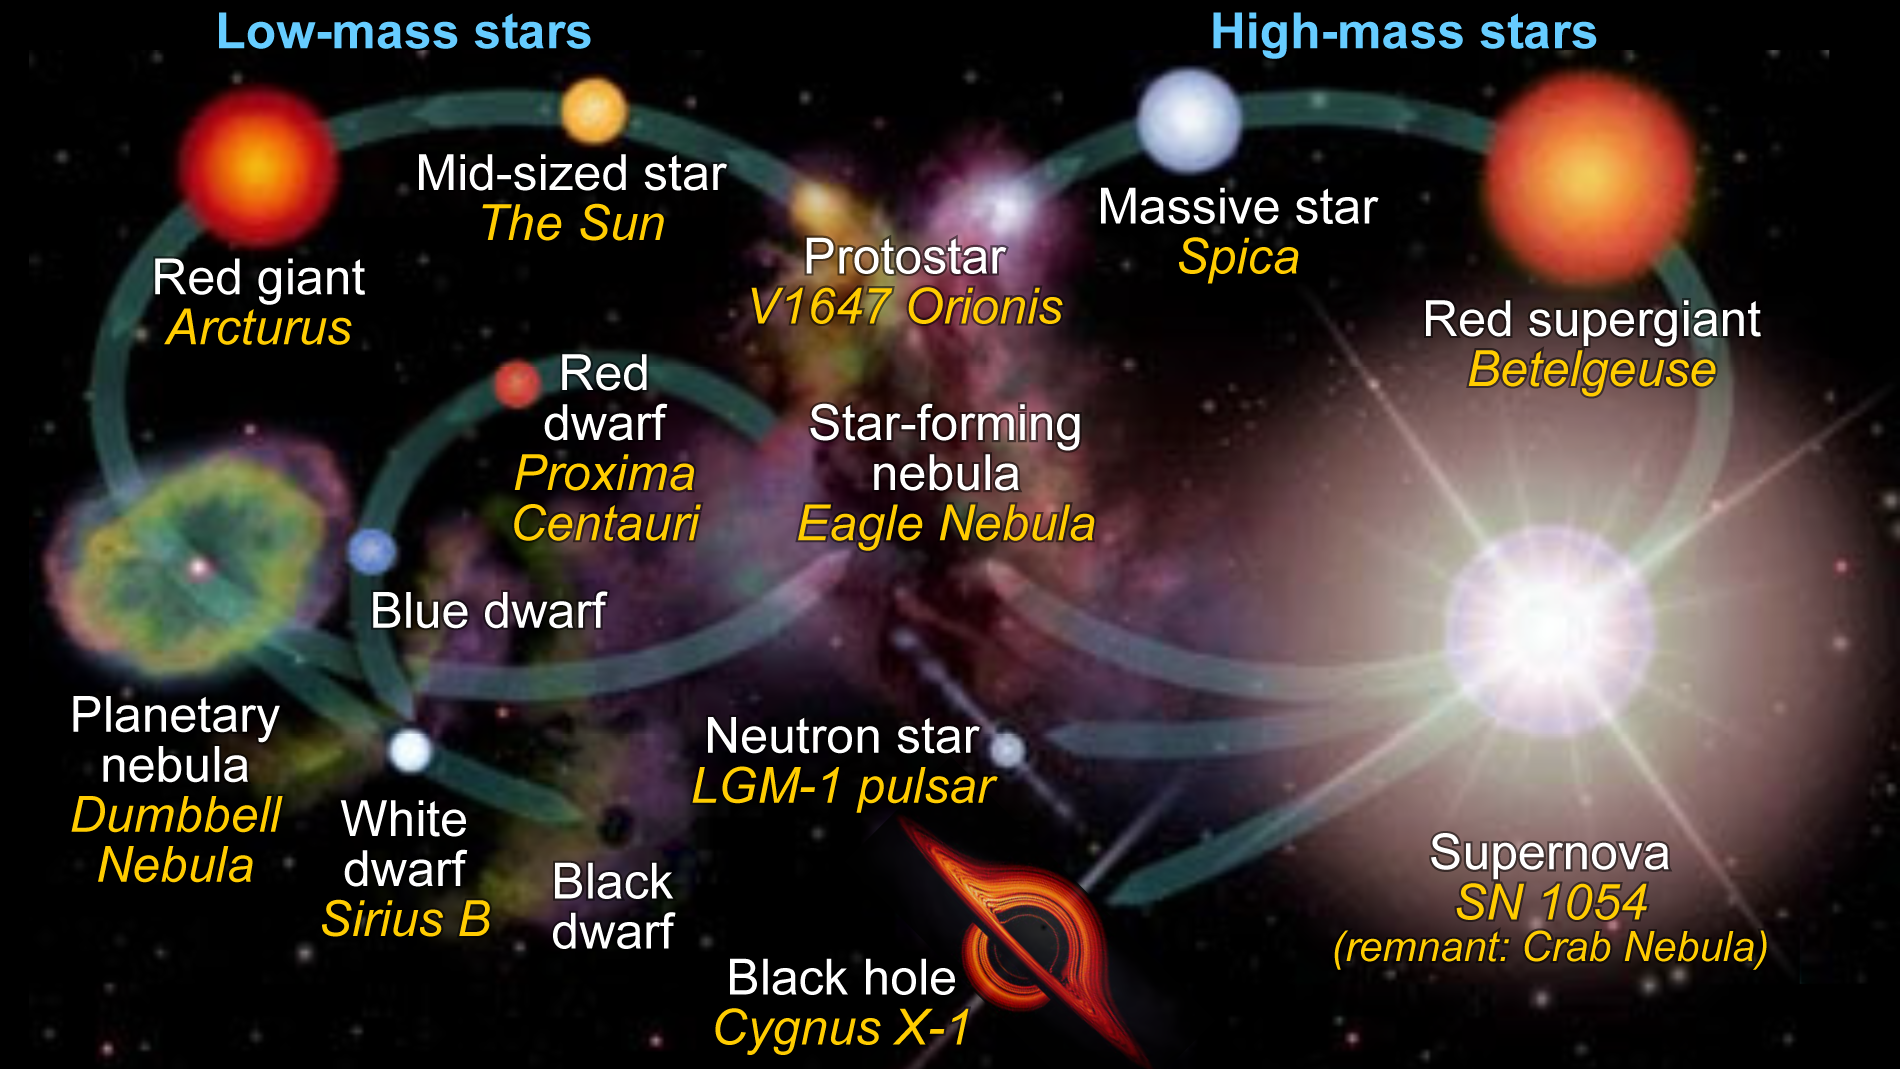 Low-mass stars
High-mass stars
Mid-sized star
The Sun
Massive star
Spica
Protostar
V1647 Orionis
Red giant
Arcturus
Red supergiant
Betelgeuse
Red
dwarf
Proxima
Centauri
Star-forming
nebula
Eagle Nebula
Blue dwarf
Planetary
nebula
Dumbbell
Nebula
White
dwarf
Sirius B
Black
dwarf
Neutron star
LGM-1 pulsar
Black hole
Cygnus X-1
Supernova
SN 1054
(remnant: Crab Nebula)